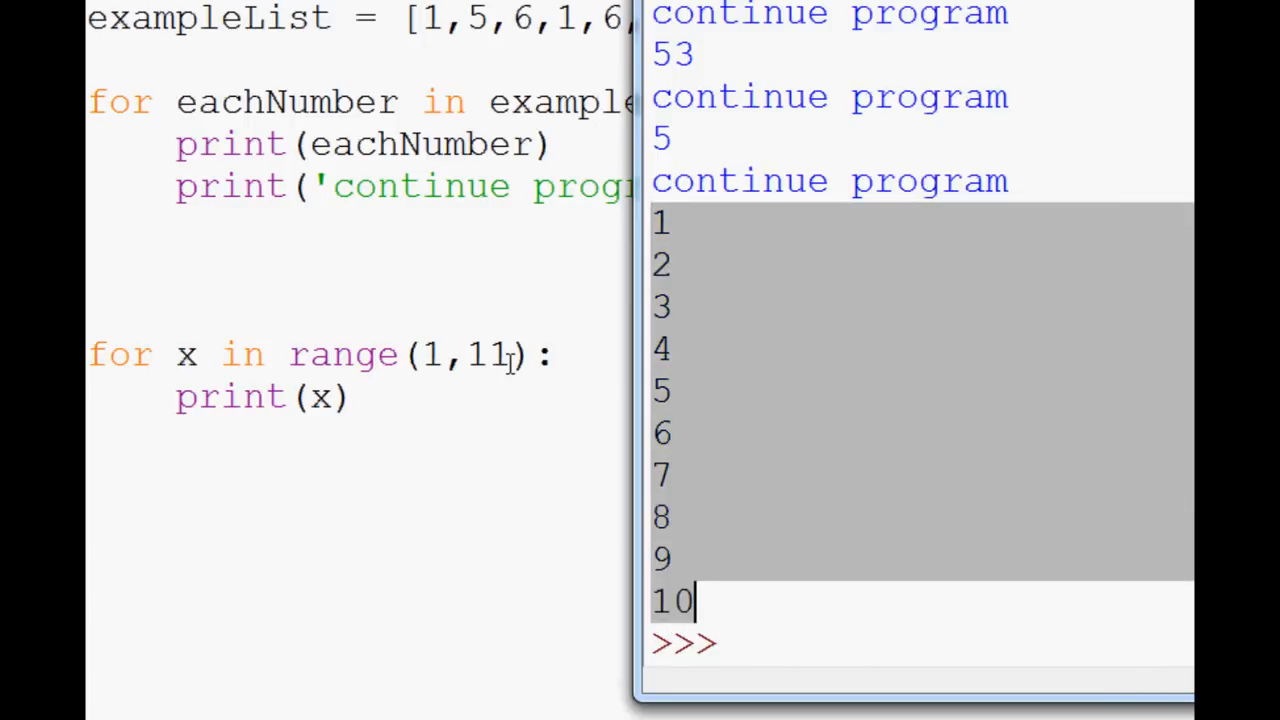 exampleList = [1,5,6,1,6,
for eachNumber in example
    print(eachNumber)
    print('continue progr
for x in range(1,11):
    print(x)
continue program
53
continue program
5
continue program
1
2
3
4
5
6
7
8
9
10
>>>